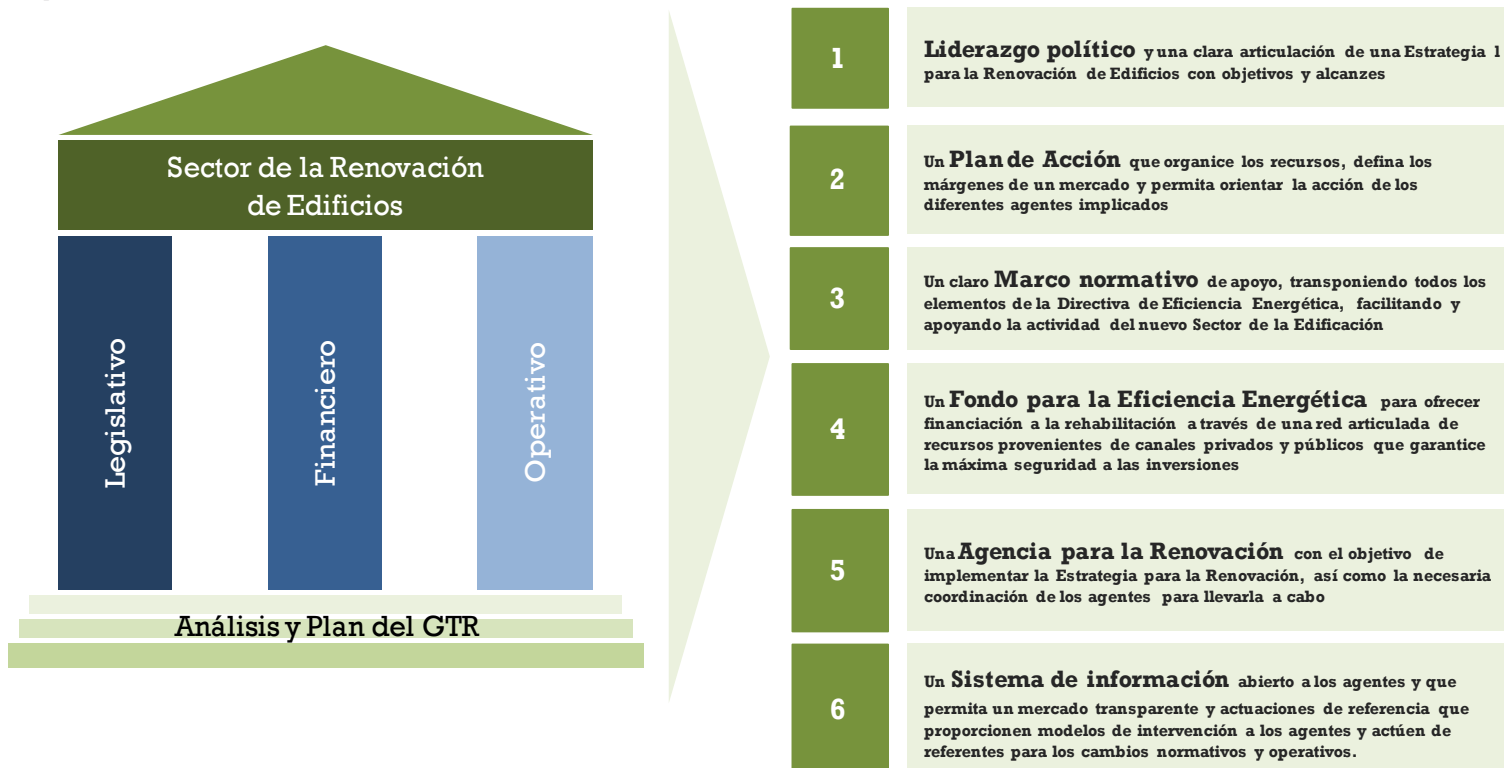 Sector de la Renovación
de Edificios
Legislativo
Financiero
Operativo
Análisis y Plan del GTR
1
Liderazgo político y una clara articulación de una Estrategia l
para la Renovación de Edificios con objetivos y alcanzes
2
Un Plan de Acción que organice los recursos, defina los
márgenes de un mercado y permita orientar la acción de los
diferentes agentes implicados
3
Un claro Marco normativo de apoyo, transponiendo todos los
elementos de la Directiva de Eficiencia Energética, facilitando y
apoyando la actividad del nuevo Sector de la Edificación
4
Un Fondo para la Eficiencia Energética para ofrecer
financiación a la rehabilitación a través de una red articulada de
recursos provenientes de canales privados y públicos que garantice
la máxima seguridad a las inversiones
5
Una Agencia para la Renovación con el objetivo de
implementar la Estrategia para la Renovación, así como la necesaria
coordinación de los agentes para llevarla a cabo
6
Un Sistema de información abierto a los agentes y que
permita un mercado transparente y actuaciones de referencia que
proporcionen modelos de intervención a los agentes y actúen de
referentes para los cambios normativos y operativos.